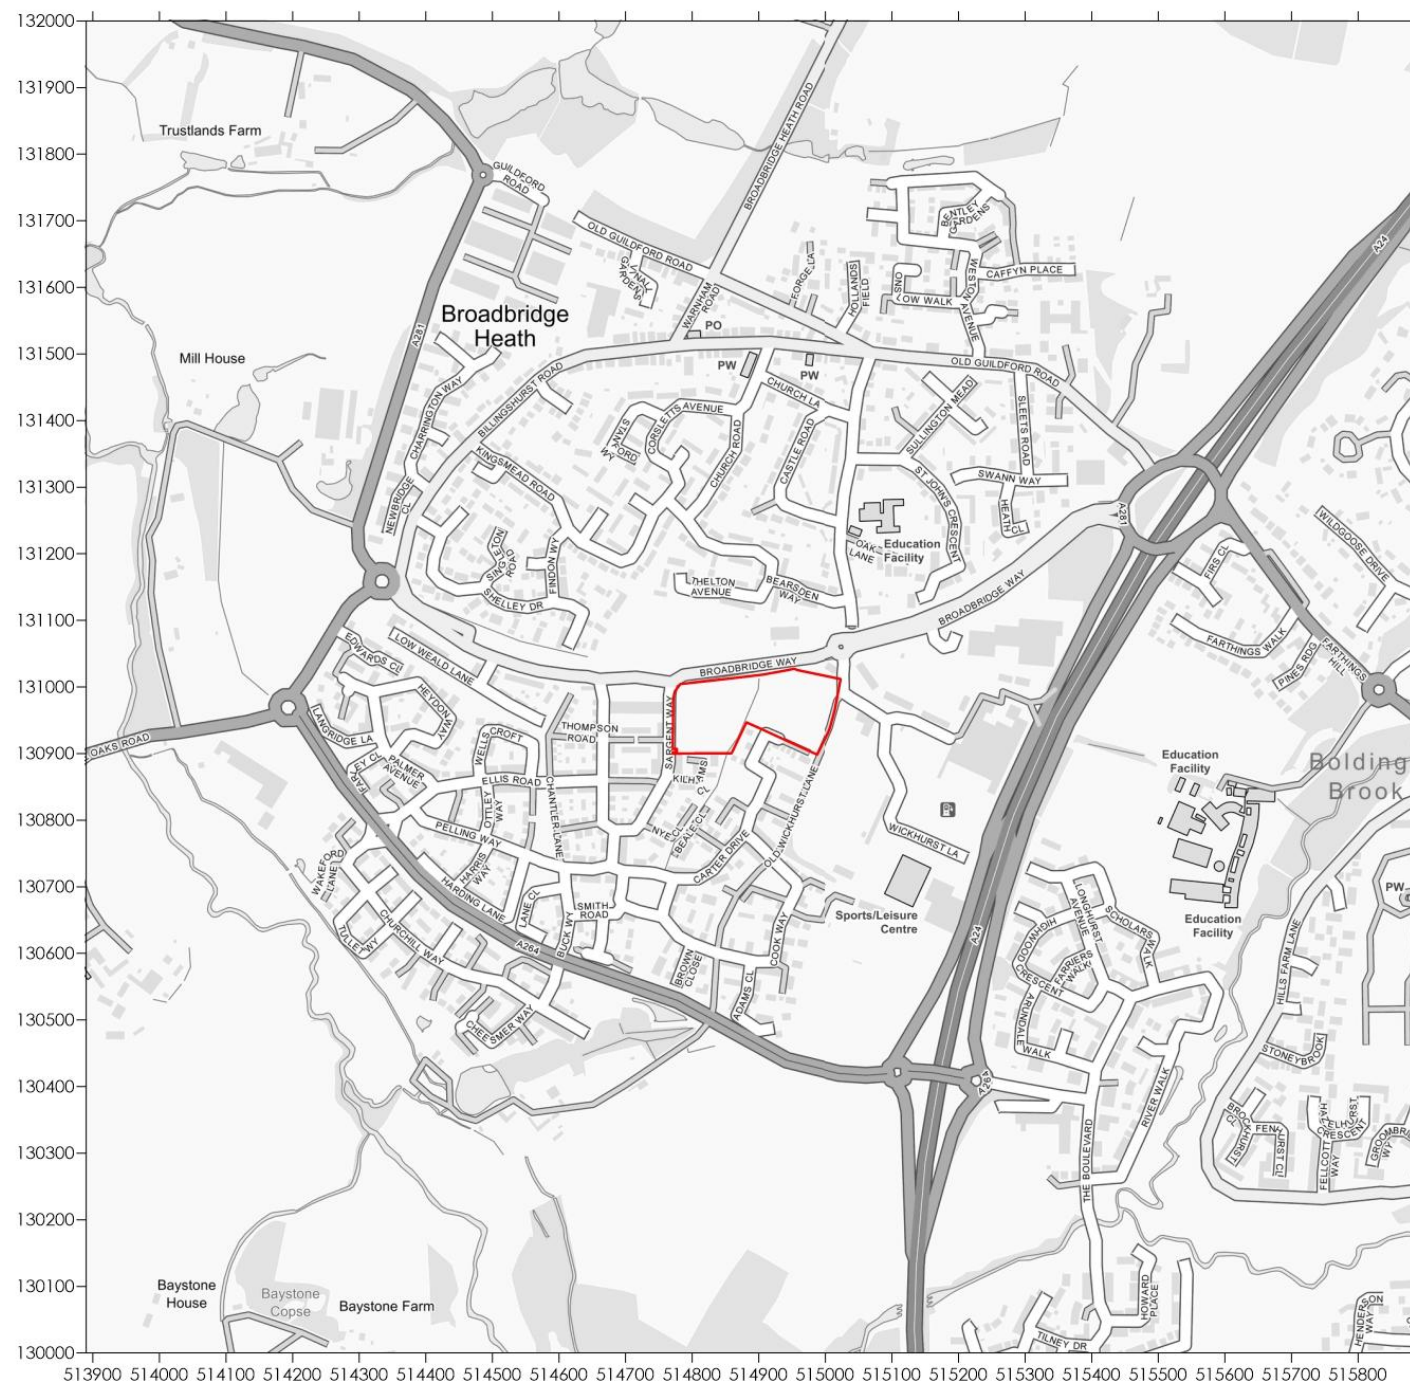 132000
131900
131800
131700
131600
131500
131400
131300
131200
131100
131000
130900
130800
130700
130600
130500
130400
130300
130200
130100
130000
513900 514000 514100 514200 514300 514400 514500 514600 514700 514800 514900 515000 515100 515200 515300 515400 515500 515600 515700 515800
Trustlands Farm
GUILDFORD
ROAD
BROADBRIDGE HEATH ROAD
OLD GUILDFORD ROAD
GARDENS
WARNHAM
ROAD
PO
FORGE LA
HOLLANDS
FIELD
BENTLEY
GARDENS
CAFFYN PLACE
WESTON
AVENUE
A24
A281
Broadbridge
Heath
Mill House
PW
PW
OLD GUILDFORD ROAD
CHARRINGTON WAY
BILLINGSHURST ROAD
CORSLETTS AVENUE
CHURCH LA
CHURCH ROAD
CASTLE ROAD
SULLINGTON MEAD
SLEETS ROAD
KINGSMEAD ROAD
SWANN WAY
ST JOHN'S CRESCENT
HEATH
CL
NEWBRIDGE
CL
SINGLETON
ROAD
FINDON WY
SHELLEY DR
Education
Facility
LANE
AVENUE
BEARSDEN
WAY
A281
FIRS CL
WILDGOOSE DRIVE
BROADBRIDGE WAY
FARTHINGS WALK
PINES RDG
FARTHINGS
HILL
BROADBRIDGE WAY
EDWARDS CL
LOW WEALD LANE
HEYDON WAY
LANGRIDGE LA
OAKS ROAD
WELLS
CROFT
THOMPSON
ROAD
SARGENT WAY
PALMER
AVENUE
ELLIS ROAD
OTTLEY
WAY
CHANTLER LANE
CL
NYE CL
BEALE CL
CARTER DRIVE
OLD WICKHURST LANE
WICKHURST LA
Education
Facility
Bolding
Brook
PELLING WAY
HARRIS
WAY
HARDING LANE
WAKEFORD
LANE
LANE CL
BUCK WY
SMITH
ROAD
Sports/Leisure
Centre
CHURCHILL WAY
A264
BROWN
CLOSE
COOK WAY
ADAMS CL
A24
LONGHURST
AVENUE
SCHOLARS
WALK
HIGHWOOD
CRESCENT
FARRIERS
WALK
ARUNDALE
WALK
Education
Facility
PW
HILLS FARM LANE
STONEYBROOK
CHEESMER WAY
A264
RIVER WALK
THE BOULEVARD
BROCKHURST
CL
FELLCOTT
WAY
CRESCENT
Baystone
House
Baystone
Copse
Baystone Farm
HOWARD
PLACE
TILNEY DR
WAY